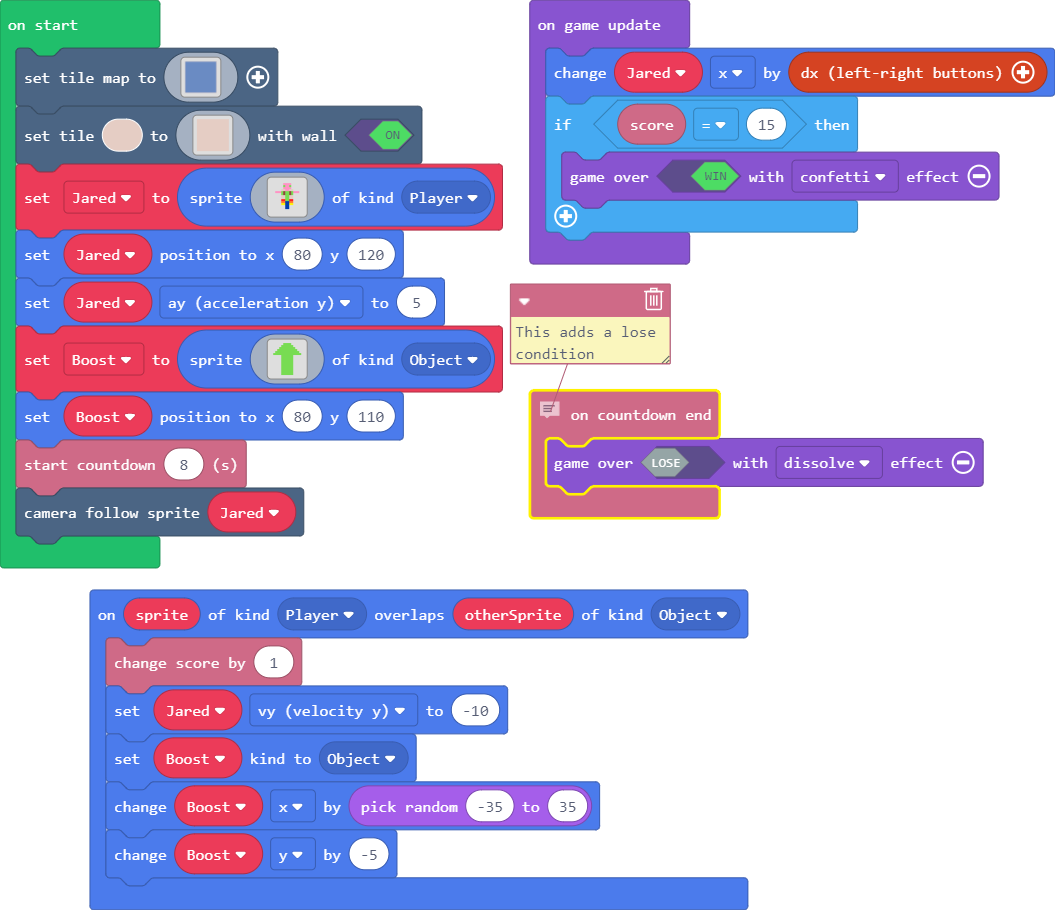 on start
set tile map to
set tile to with wall ON
set Jared to sprite of kind Player
set Jared position to x 80 y 120
set Jared ay (acceleration y) to 5
set Boost to sprite of kind Object
set Boost position to x 80 y 110
start countdown 8 (s)
camera follow sprite Jared
on game update
change Jared x by dx (left-right buttons)
if score = 15 then
game over WIN with confetti effect
This adds a lose
condition
on countdown end
game over LOSE with dissolve effect
on sprite of kind Player overlaps otherSprite of kind Object
change score by 1
set Jared vy (velocity y) to -10
set Boost kind to Object
change Boost x by pick random -35 to 35
change Boost y by -5